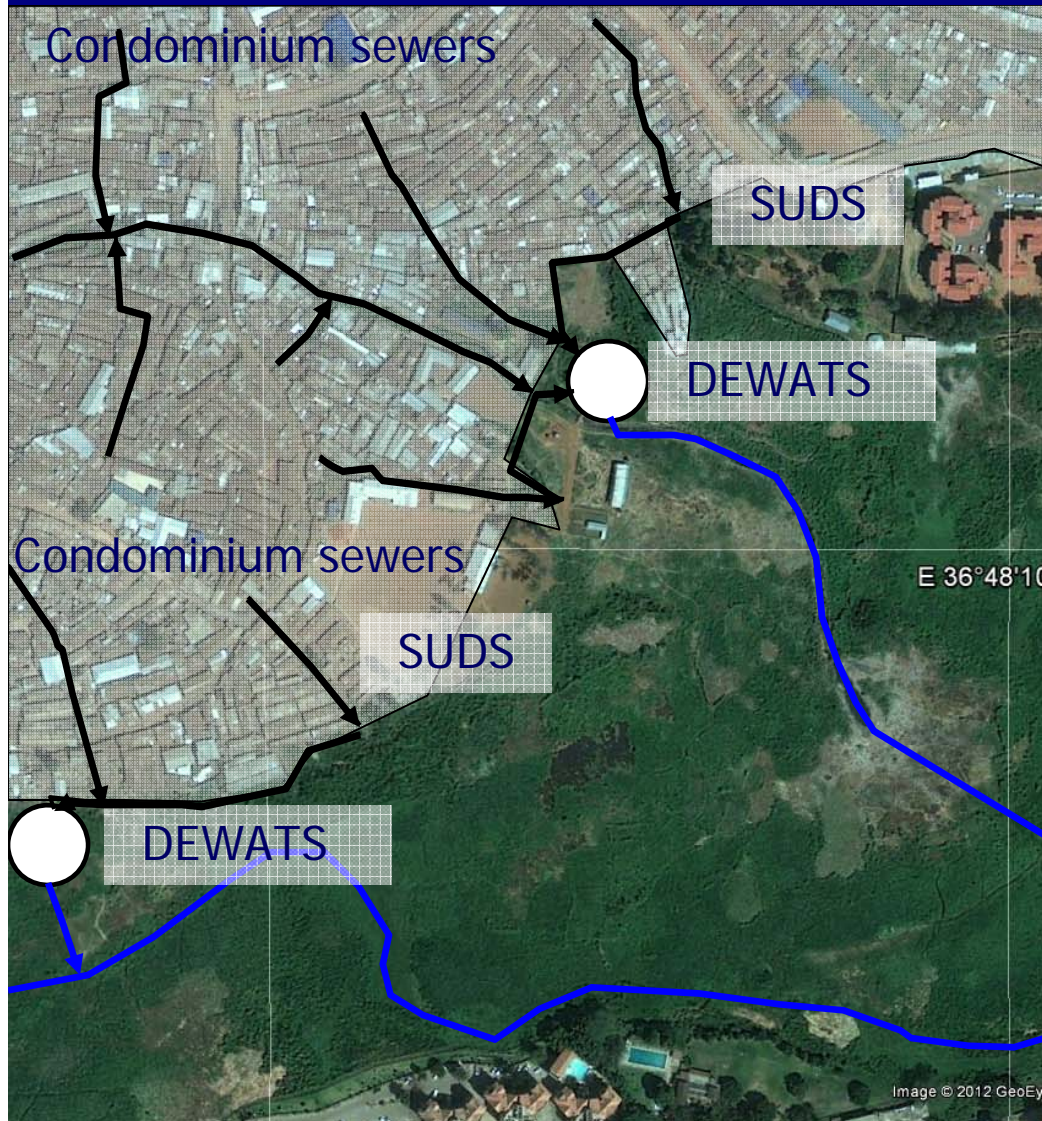 Condominium sewers
SUDS
DEWATS
Condominium sewers
E 36°48'10
SUDS
DEWATS
Image © 2012 GeoEy